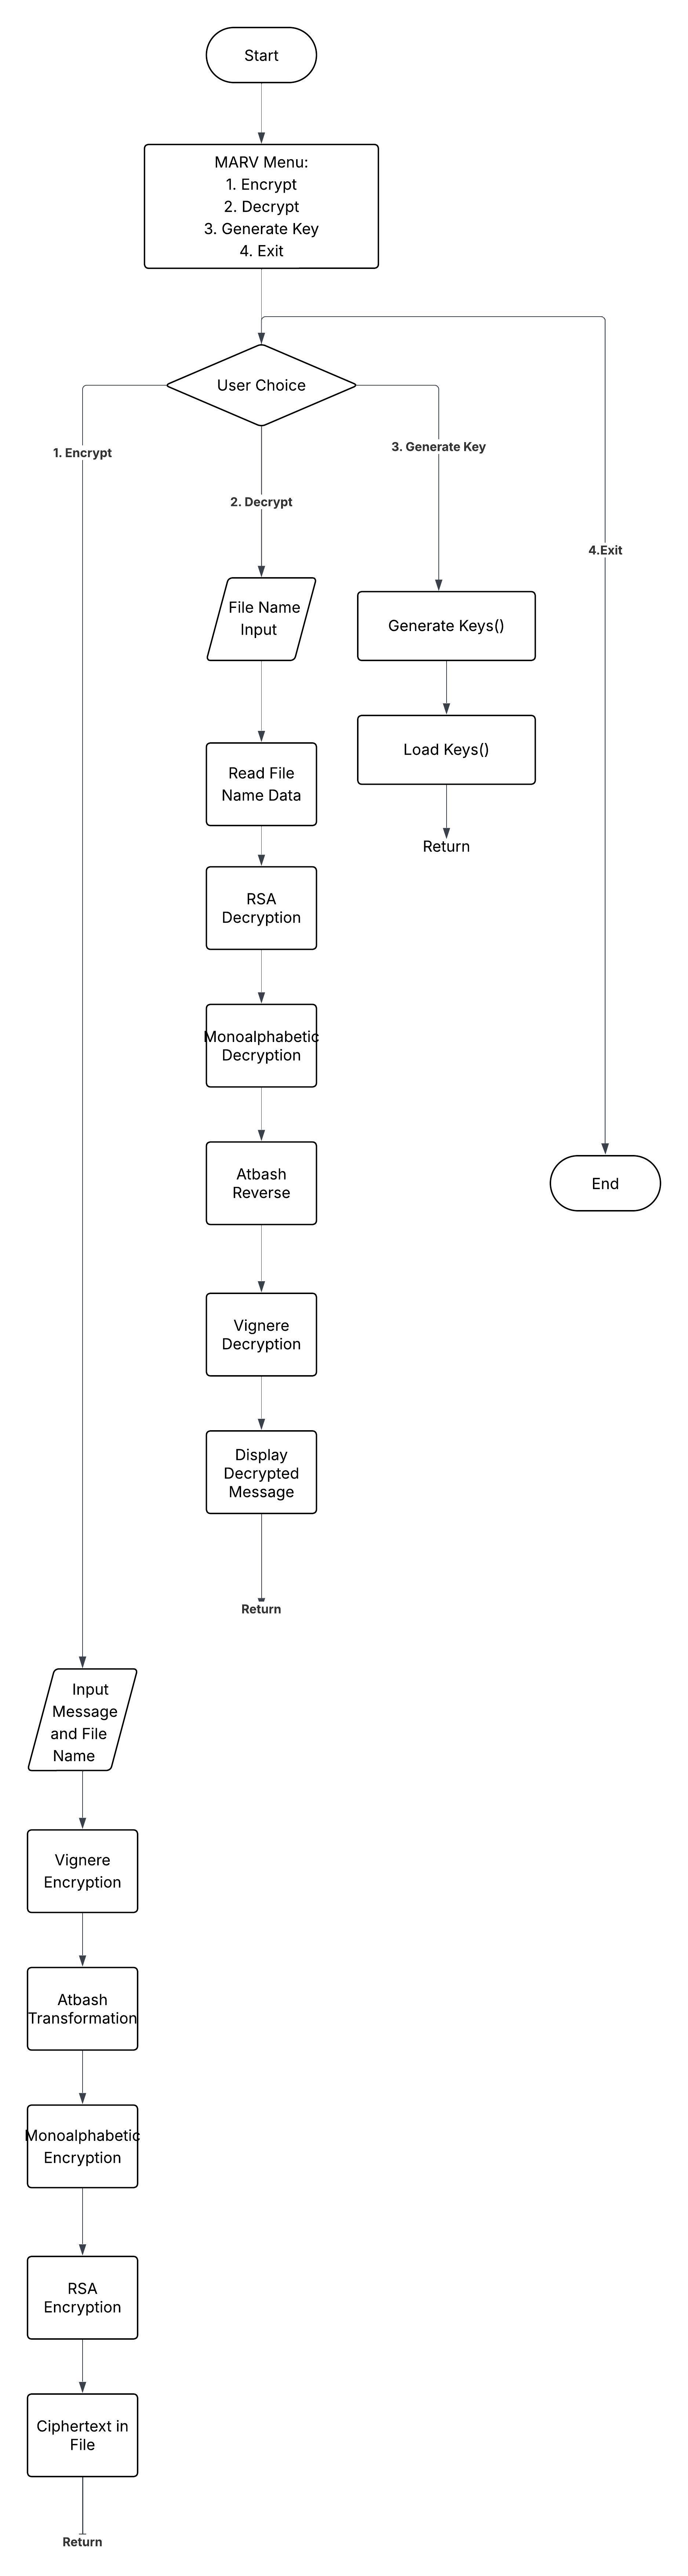 Start
MARV Menu:
1. Encrypt
2. Decrypt
3. Generate Key
4. Exit
User Choice
1. Encrypt
2. Decrypt
3. Generate Key
4.Exit
File Name
Input
Generate Keys()
Read File
Name Data
Load Keys()
Return
RSA
Decryption
Monoalphabetic
Decryption
Atbash
Reverse
End
Vignere
Decryption
Display
Decrypted
Message
Return
Input
Message
and File
Name
Vignere
Encryption
Atbash
Transformation
Monoalphabetic
Encryption
RSA
Encryption
Ciphertext in
File
Return